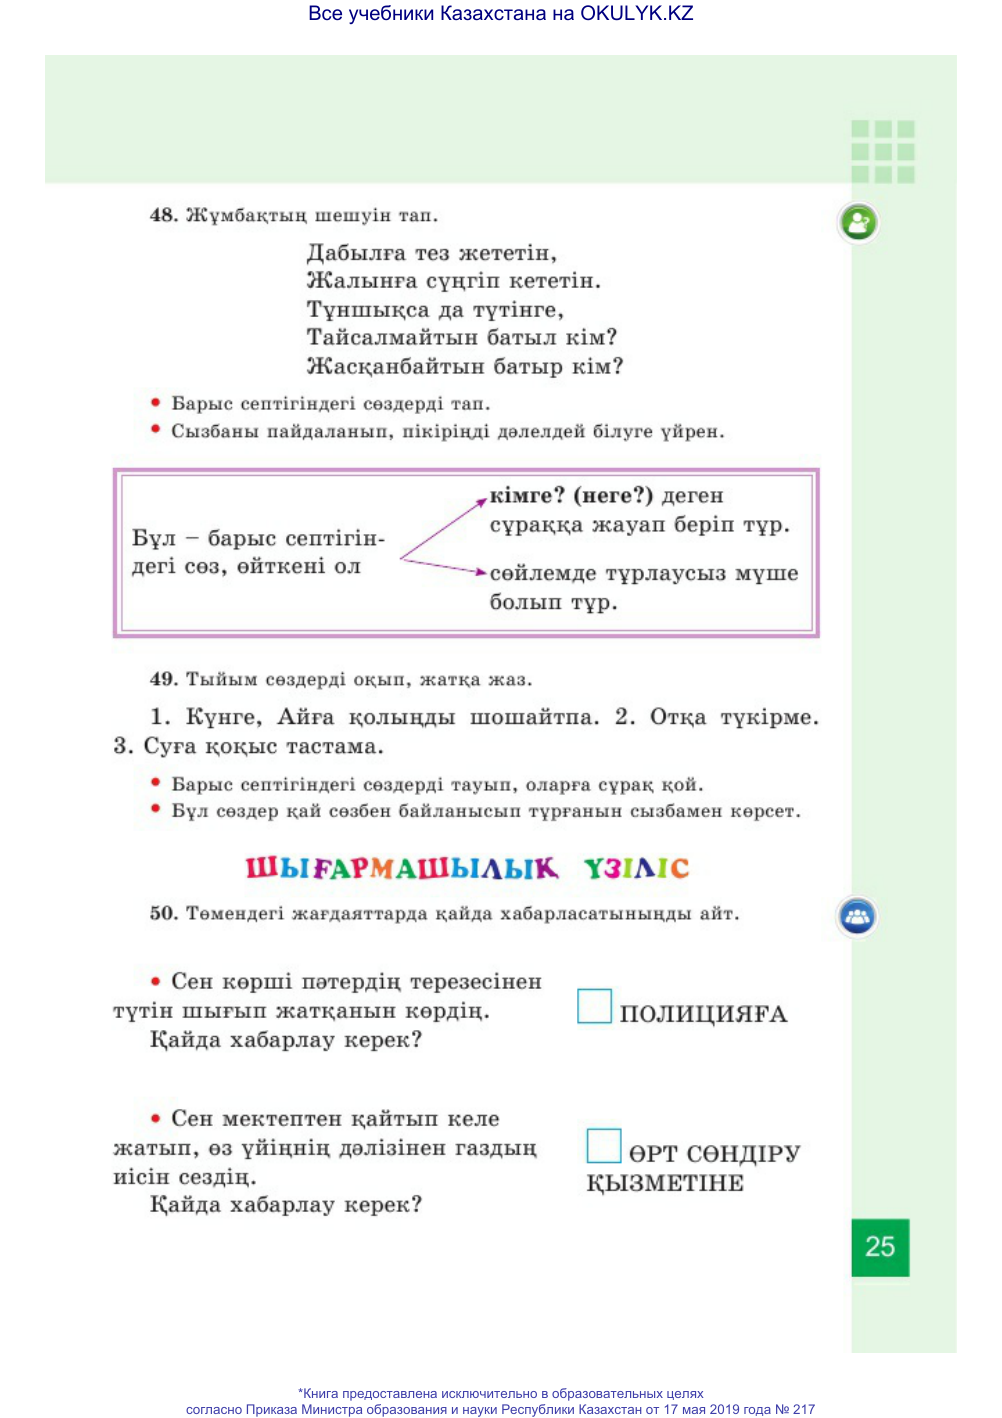 Все учебники Казахстана на OKULYK.KZ
48. Жұмбақтың шешуін тап.
Дабылға тез жететін,
Жалынға сүңгіп кететін.
Тұншықса да түтінге,
Тайсалмайтын батыл кім?
Жасқанбайтын батыр кім?
• Барыс септігіндегі сөздерді тап.
• Сызбаны пайдаланып, пікіріңді дәлелдей білуге үйрен.
Бұл – барыс септігін-
дегі сөз, өйткені ол
кімге? (неге?) деген
сұраққа жауап беріп тұр.
сөйлемде тұрлаусыз мүше
болып тұр.
49. Тыйым сөздерді оқып, жатқа жаз.
1. Күнге, Айға қолыңды шошайтпа. 2. Отқа түкірме.
3. Суға қоқыс тастама.
• Барыс септігіндегі сөздерді тауып, оларға сұрақ қой.
• Бұл сөздер қай сөзбен байланысып тұрғанын сызбамен көрсет.
ШЫҒАРМАШЫЛЫҚ ҮЗІЛІС
50. Төмендегі жағдаяттарда қайда хабарласатыныңды айт.
• Сен көрші пәтердің терезесінен
түтін шығып жатқанын көрдің.
Қайда хабарлау керек?
ПОЛИЦИЯҒА
• Сен мектептен қайтып келе
жатып, өз үйіңнің дәлізінен газдың
иісін сездің.
Қайда хабарлау керек?
ӨРТ СӨНДІРУ
ҚЫЗМЕТІНЕ
25
*Книга предоставлена исключительно в образовательных целях
согласно Приказа Министра образования и науки Республики Казахстан от 17 мая 2019 года № 217